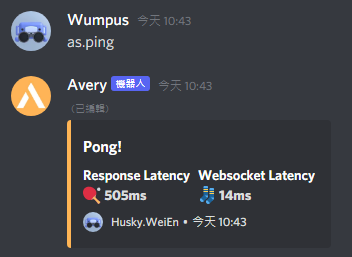 Wumpus 今天 10:43
as.ping
Avery 機器人 今天 10:43
（已編輯）
Pong!
Response Latency Websocket Latency
505ms 14ms
Husky.WeiEn • 今天 10:43